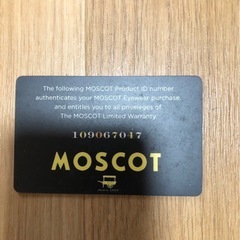 The following MOSCOT Product ID number
authenticates your MOSCOT Eyewear purchase,
and entitles you to all priveleges of
The MOSCOT Limited Warranty.
109067047
MOSCOT